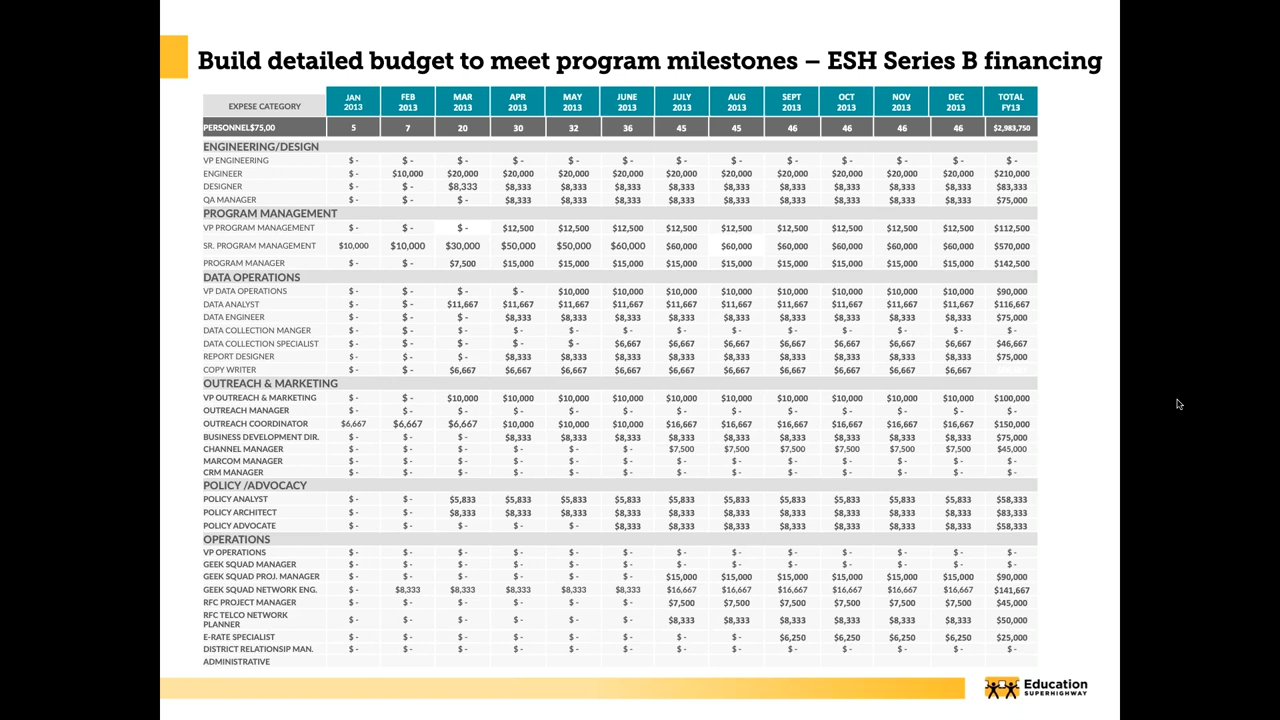 Build detailed budget to meet program milestones – ESH Series B financing
EXPESE CATEGORY JAN 2013 FEB 2013 MAR 2013 APR 2013 MAY 2013 JUNE 2013 JULY 2013 AUG 2013 SEPT 2013 OCT 2013 NOV 2013 DEC 2013 TOTAL FY13
PERSONNEL$75,00 5 7 20 30 32 36 45 45 46 46 46 46 $2,983,750
ENGINEERING/DESIGN
VP ENGINEERING $ - $ - $ - $ - $ - $ - $ - $ - $ - $ - $ - $ - $ -
ENGINEER $ - $10,000 $20,000 $20,000 $20,000 $20,000 $20,000 $20,000 $20,000 $20,000 $20,000 $20,000 $210,000
DESIGNER $ - $ - $8,333 $8,333 $8,333 $8,333 $8,333 $8,333 $8,333 $8,333 $8,333 $8,333 $83,333
QA MANAGER $ - $ - $ - $8,333 $8,333 $8,333 $8,333 $8,333 $8,333 $8,333 $8,333 $8,333 $75,000
PROGRAM MANAGEMENT
VP PROGRAM MANAGEMENT $ - $ - $ - $12,500 $12,500 $12,500 $12,500 $12,500 $12,500 $12,500 $12,500 $12,500 $112,500
SR. PROGRAM MANAGEMENT $10,000 $10,000 $30,000 $50,000 $50,000 $60,000 $60,000 $60,000 $60,000 $60,000 $60,000 $60,000 $570,000
PROGRAM MANAGER $ - $ - $7,500 $15,000 $15,000 $15,000 $15,000 $15,000 $15,000 $15,000 $15,000 $15,000 $142,500
DATA OPERATIONS
VP DATA OPERATIONS $ - $ - $ - $ - $10,000 $10,000 $10,000 $10,000 $10,000 $10,000 $10,000 $10,000 $90,000
DATA ANALYST $ - $ - $11,667 $11,667 $11,667 $11,667 $11,667 $11,667 $11,667 $11,667 $11,667 $11,667 $116,667
DATA ENGINEER $ - $ - $ - $8,333 $8,333 $8,333 $8,333 $8,333 $8,333 $8,333 $8,333 $8,333 $75,000
DATA COLLECTION MANGER $ - $ - $ - $ - $ - $ - $ - $ - $ - $ - $ - $ - $ -
DATA COLLECTION SPECIALIST $ - $ - $ - $ - $ - $6,667 $6,667 $6,667 $6,667 $6,667 $6,667 $6,667 $46,667
REPORT DESIGNER $ - $ - $ - $8,333 $8,333 $8,333 $8,333 $8,333 $8,333 $8,333 $8,333 $8,333 $75,000
COPY WRITER $ - $ - $6,667 $6,667 $6,667 $6,667 $6,667 $6,667 $6,667 $6,667 $6,667 $6,667
OUTREACH & MARKETING
VP OUTREACH & MARKETING $ - $ - $10,000 $10,000 $10,000 $10,000 $10,000 $10,000 $10,000 $10,000 $10,000 $10,000 $100,000
OUTREACH MANAGER $ - $ - $ - $ - $ - $ - $ - $ - $ - $ - $ - $ - $ -
OUTREACH COORDINATOR $6,667 $6,667 $6,667 $10,000 $10,000 $10,000 $16,667 $16,667 $16,667 $16,667 $16,667 $16,667 $150,000
BUSINESS DEVELOPMENT DIR. $ - $ - $ - $8,333 $8,333 $8,333 $8,333 $8,333 $8,333 $8,333 $8,333 $8,333 $75,000
CHANNEL MANAGER $ - $ - $ - $ - $ - $ - $7,500 $7,500 $7,500 $7,500 $7,500 $7,500 $45,000
MARCOM MANAGER $ - $ - $ - $ - $ - $ - $ - $ - $ - $ - $ - $ - $ -
CRM MANAGER $ - $ - $ - $ - $ - $ - $ - $ - $ - $ - $ - $ - $ -
POLICY /ADVOCACY
POLICY ANALYST $ - $ - $5,833 $5,833 $5,833 $5,833 $5,833 $5,833 $5,833 $5,833 $5,833 $5,833 $58,333
POLICY ARCHITECT $ - $ - $8,333 $8,333 $8,333 $8,333 $8,333 $8,333 $8,333 $8,333 $8,333 $8,333 $83,333
POLICY ADVOCATE $ - $ - $ - $ - $ - $8,333 $8,333 $8,333 $8,333 $8,333 $8,333 $8,333 $58,333
OPERATIONS
VP OPERATIONS $ - $ - $ - $ - $ - $ - $ - $ - $ - $ - $ - $ - $ -
GEEK SQUAD MANAGER $ - $ - $ - $ - $ - $ - $ - $ - $ - $ - $ - $ - $ -
GEEK SQUAD PROJ. MANAGER $ - $ - $ - $ - $ - $ - $15,000 $15,000 $15,000 $15,000 $15,000 $15,000 $90,000
GEEK SQUAD NETWORK ENG. $ - $8,333 $8,333 $8,333 $8,333 $8,333 $16,667 $16,667 $16,667 $16,667 $16,667 $16,667 $141,667
RFC PROJECT MANAGER $ - $ - $ - $ - $ - $ - $7,500 $7,500 $7,500 $7,500 $7,500 $7,500 $45,000
RFC TELCO NETWORK PLANNER $ - $ - $ - $ - $ - $ - $8,333 $8,333 $8,333 $8,333 $8,333 $8,333 $50,000
E-RATE SPECIALIST $ - $ - $ - $ - $ - $ - $ - $ - $6,250 $6,250 $6,250 $6,250 $25,000
DISTRICT RELATIONSIP MAN. $ - $ - $ - $ - $ - $ - $ - $ - $ - $ - $ - $ - $ -
ADMINISTRATIVE
Education
SUPERHIGHWAY